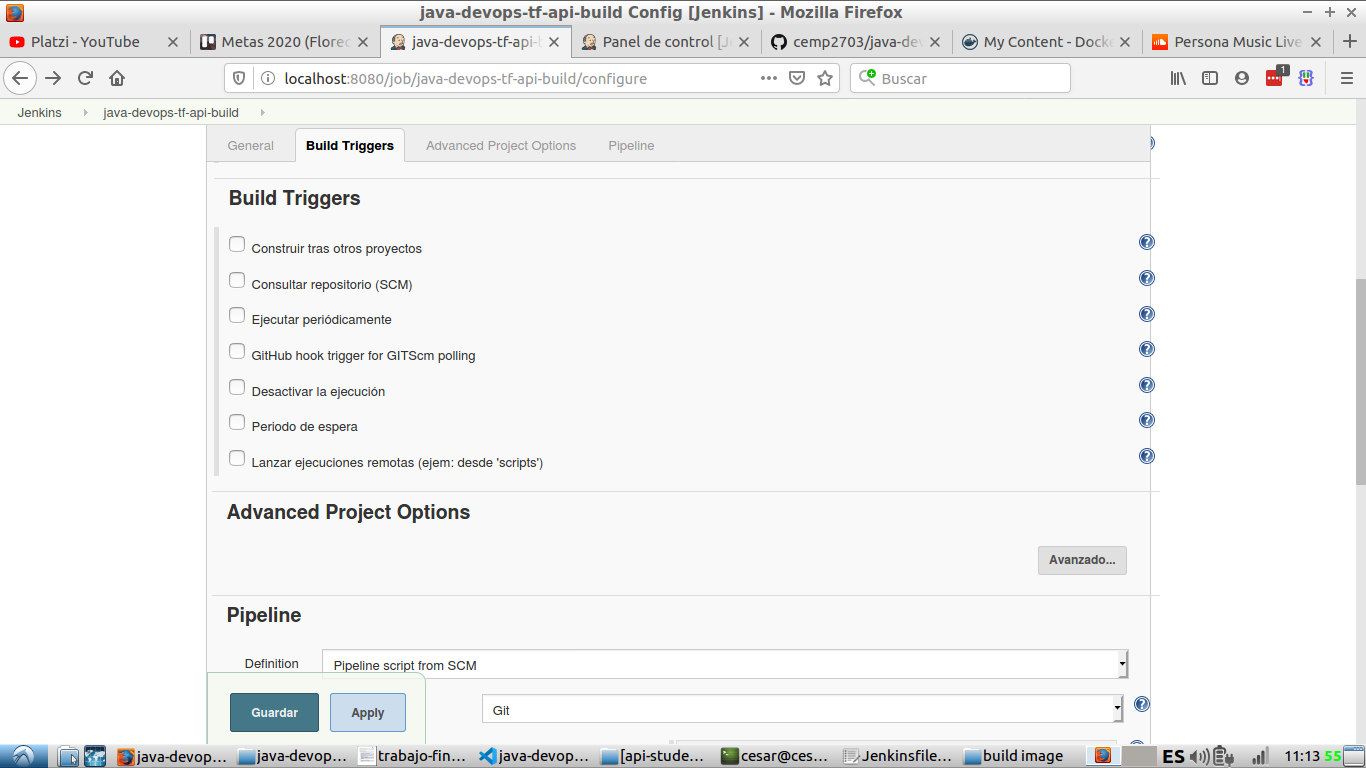 java-devops-tf-api-build Config [Jenkins] - Mozilla Firefox
Platzi - YouTube
Metas 2020 (Florec
java-devops-tf-api-b
Panel de control [Je
cemp2703/java-dev
My Content - Docke
Persona Music Live
localhost:8080/job/java-devops-tf-api-build/configure
Buscar
1
Jenkins
java-devops-tf-api-build
General
Build Triggers
Advanced Project Options
Pipeline
Build Triggers
Construir tras otros proyectos
Consultar repositorio (SCM)
Ejecutar periódicamente
GitHub hook trigger for GITScm polling
Desactivar la ejecución
Periodo de espera
Lanzar ejecuciones remotas (ejem: desde 'scripts')
Advanced Project Options
Avanzado...
Pipeline
Definition
Pipeline script from SCM
Guardar
Apply
Git
java-devop...
java-devop...
trabajo-fin...
java-devop...
[api-stude...
cesar@ces...
Jenkinsfile...
build image
ES
11:13
55